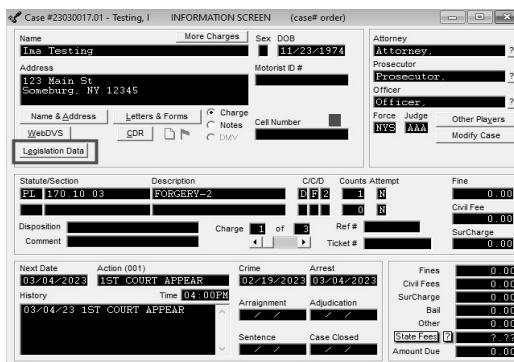 Case #23030017.01 - Testing, I INFORMATION SCREEN (case# order)
Name More Charges Sex DOB
Ima Testing 11/23/1974
Address Motorist ID #
123 Main St
Someburg, NY 12345
Name & Address Letters & Forms Charge Cell Number
Notes
WebDVS CDR DMV
Legislation Data
Attorney
Attorney, ?
Prosecutor
Prosecutor, ?
Officer
Officer, ?
Force Judge Other Players
NYS AAA Modify Case
Statute/Section Description C/C/D Counts Attempt Fine
PL 170.10 03 FORGERY-2 D F 2 1 N 0.00
Civil Fee
0 N 0.00
Disposition Charge 1 of 3 Ref # SurCharge
Comment Ticket # 0.00
Next Date Action (001) Crime Arrest
03/04/2023 1ST COURT APPEAR 02/19/2023 03/04/2023
History Time 04:00PM Arraignment Adjudication
03/04/23 1ST COURT APPEAR / / / /
Sentence Case Closed
/ / / /
Fines 0.00
Civil Fees 0.00
SurCharge 0.00
Bail 0.00
Other 0.00
State Fees ? ?.??
Amount Due 0.00